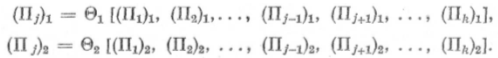 (Π_j)_1 = Θ_1 [(Π_1)_1, (Π_2)_1, . . . , (Π_{j−1})_1, (Π_{j+1})_1, . . . , (Π_k)_1],
(Π_j)_2 = Θ_2 [(Π_1)_2, (Π_2)_2, . . . , (Π_{j−1})_2, (Π_{j+1})_2, . . . , (Π_k)_2].